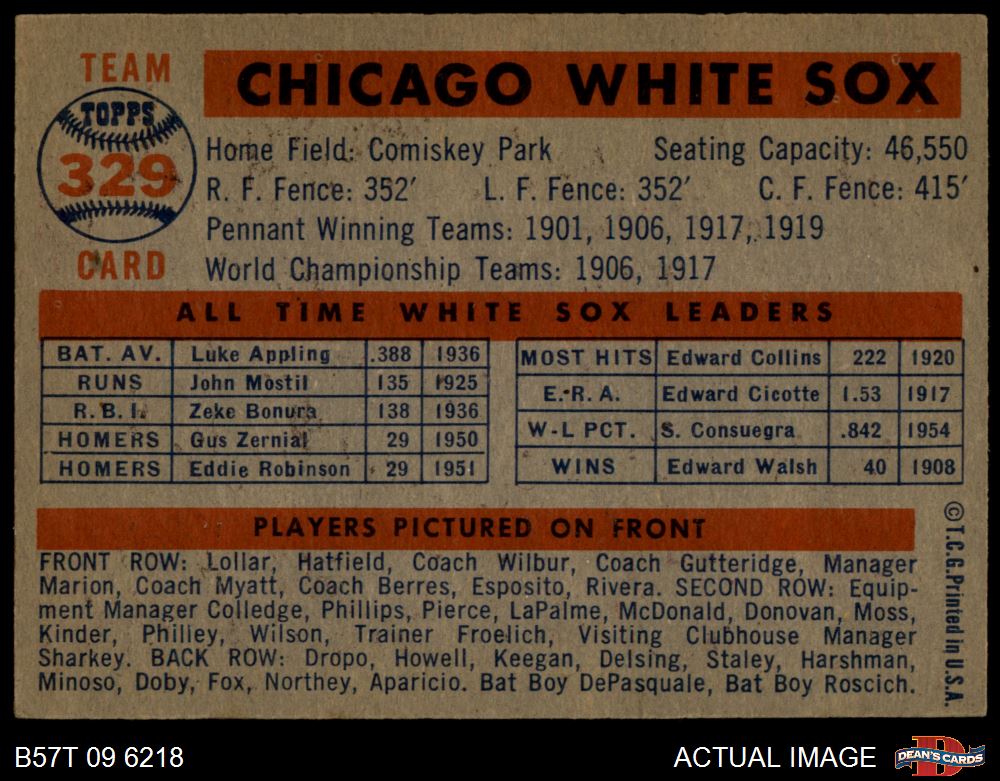 TEAM
TOPPS
329
CARD
CHICAGO WHITE SOX
Home Field: Comiskey Park Seating Capacity: 46,550
R. F. Fence: 352′ L. F. Fence: 352′ C. F. Fence: 415′
Pennant Winning Teams: 1901, 1906, 1917, 1919
World Championship Teams: 1906, 1917
ALL TIME WHITE SOX LEADERS
BAT. AV. Luke Appling .388 1936
RUNS John Mostil 135 1925
R. B. I. Zeke Bonura 138 1936
HOMERS Gus Zernial 29 1950
HOMERS Eddie Robinson 29 1951
MOST HITS Edward Collins 222 1920
E. R. A. Edward Cicotte 1.53 1917
W-L PCT. S. Consuegra .842 1954
WINS Edward Walsh 40 1908
PLAYERS PICTURED ON FRONT
FRONT ROW: Lollar, Hatfield, Coach Wilbur, Coach Gutteridge, Manager
Marion, Coach Myatt, Coach Berres, Esposito, Rivera. SECOND ROW: Equip-
ment Manager Colledge, Phillips, Pierce, LaPalme, McDonald, Donovan, Moss,
Kinder, Philley, Wilson, Trainer Froelich, Visiting Clubhouse Manager
Sharkey. BACK ROW: Dropo, Howell, Keegan, Delsing, Staley, Harshman,
Minoso, Doby, Fox, Northey, Aparicio. Bat Boy DePasquale, Bat Boy Roscich.
© T.C.G. Printed in U.S.A.
B57T 09 6218
ACTUAL IMAGE
DEAN'S CARDS